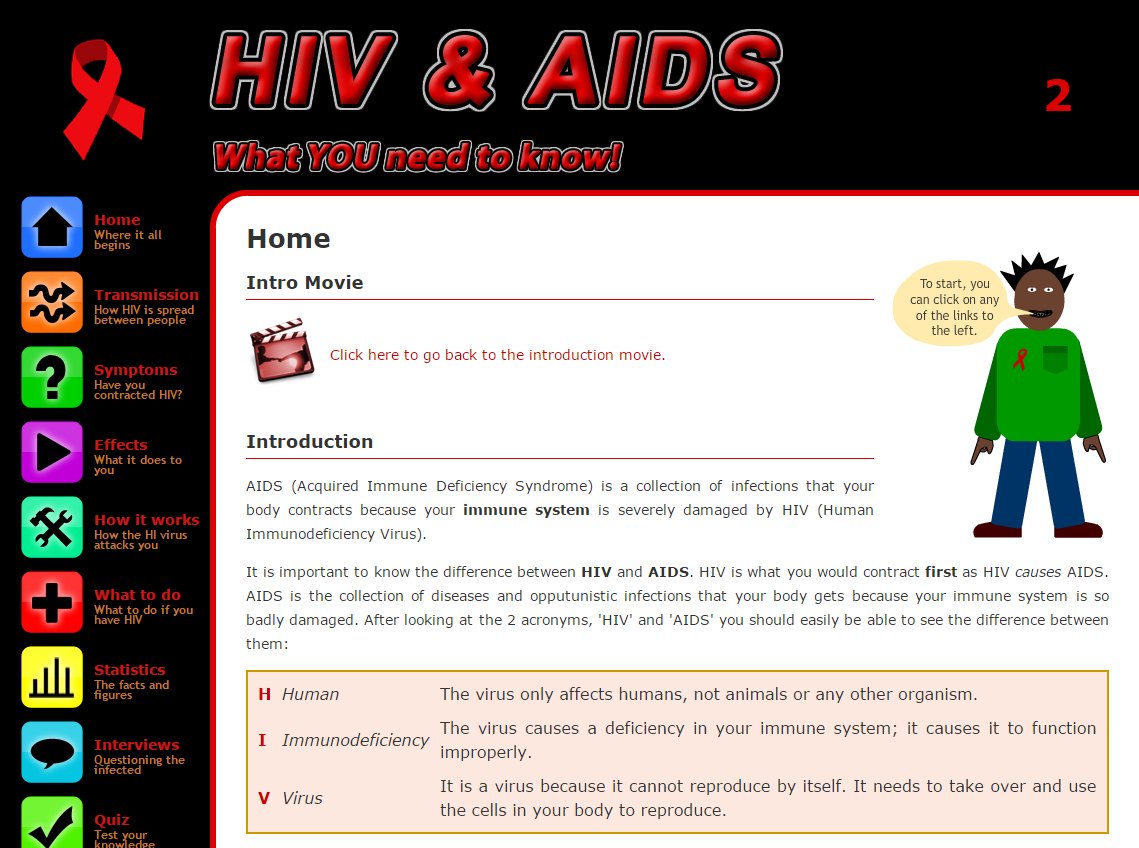 HIV & AIDS
2
What YOU need to know!
Home
Where it all
begins
Transmission
How HIV is spread
between people
Symptoms
Have you
contracted HIV?
Effects
What it does to
you
How it works
How the HI virus
attacks you
What to do
What to do if you
have HIV
Statistics
The facts and
figures
Interviews
Questioning the
infected
Quiz
Test your
knowledge
Home
Intro Movie
Click here to go back to the introduction movie.
To start, you
can click on any
of the links to
the left.
Introduction
AIDS (Acquired Immune Deficiency Syndrome) is a collection of infections that your
body contracts because your immune system is severely damaged by HIV (Human
Immunodeficiency Virus).
It is important to know the difference between HIV and AIDS. HIV is what you would contract first as HIV causes AIDS.
AIDS is the collection of diseases and opputunistic infections that your body gets because your immune system is so
badly damaged. After looking at the 2 acronyms, 'HIV' and 'AIDS' you should easily be able to see the difference between
them:
H Human The virus only affects humans, not animals or any other organism.
I Immunodeficiency The virus causes a deficiency in your immune system; it causes it to function
improperly.
V Virus It is a virus because it cannot reproduce by itself. It needs to take over and use
the cells in your body to reproduce.